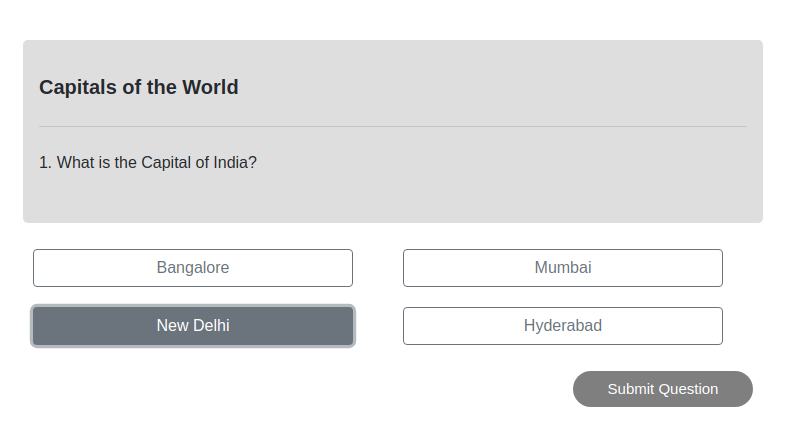 Capitals of the World
1. What is the Capital of India?
Bangalore
Mumbai
New Delhi
Hyderabad
Submit Question